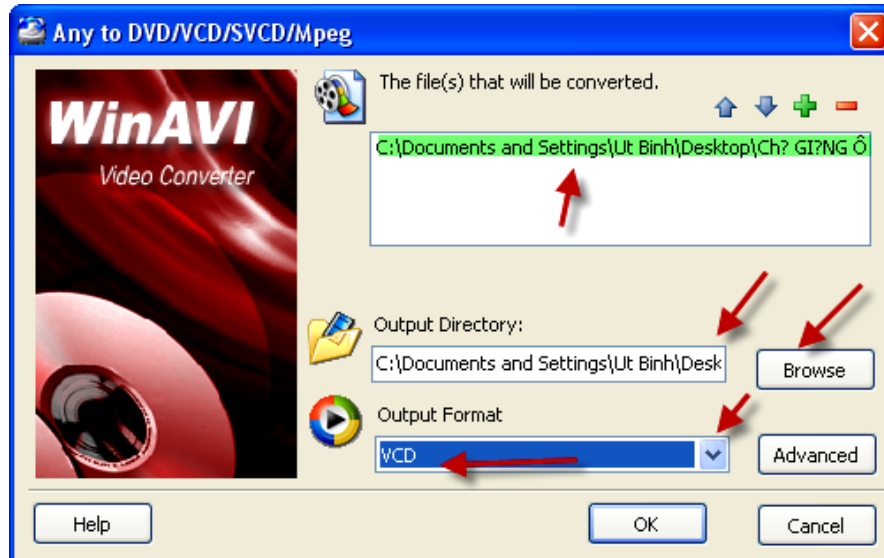 Any to DVD/VCD/SVCD/Mpeg
WinAVI
Video Converter
The file(s) that will be converted.
C:\Documents and Settings\Ut Binh\Desktop\Ch? GI?NG Ô
Output Directory:
C:\Documents and Settings\Ut Binh\Desk
Browse
Output Format
VCD
Advanced
Help
OK
Cancel